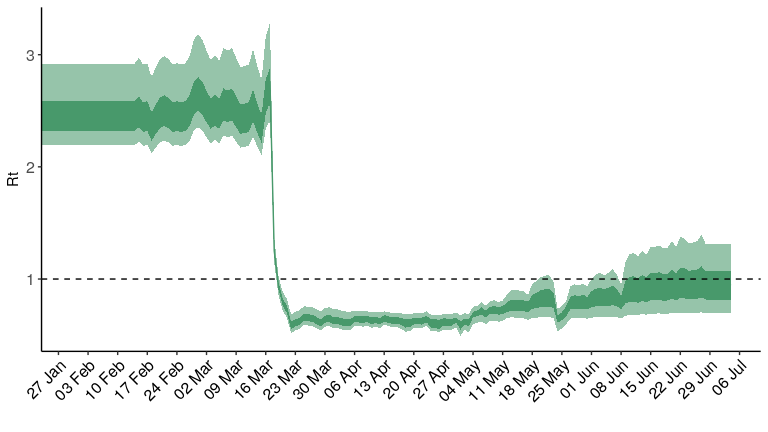 3
2
1
Rt
27 Jan
03 Feb
10 Feb
17 Feb
24 Feb
02 Mar
09 Mar
16 Mar
23 Mar
30 Mar
06 Apr
13 Apr
20 Apr
27 Apr
04 May
11 May
18 May
25 May
01 Jun
08 Jun
15 Jun
22 Jun
29 Jun
06 Jul